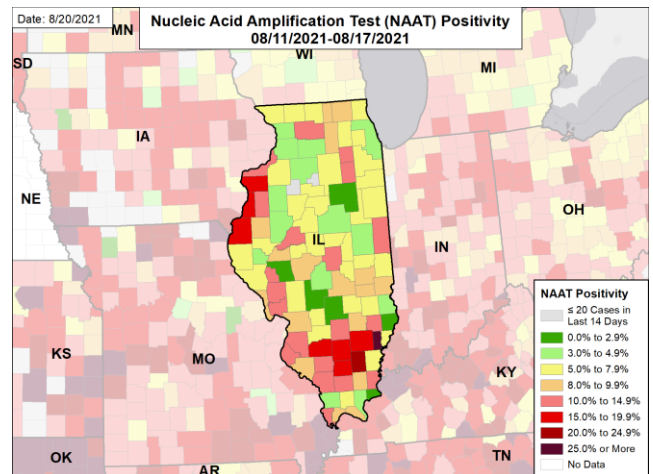 Date: 8/20/2021
Nucleic Acid Amplification Test (NAAT) Positivity
08/11/2021-08/17/2021
MN
WI
SD
MI
IA
NE
IL
IN
OH
KS
MO
KY
OK
AR
TN
NAAT Positivity
≤ 20 Cases in
Last 14 Days
0.0% to 2.9%
3.0% to 4.9%
5.0% to 7.9%
8.0% to 9.9%
10.0% to 14.9%
15.0% to 19.9%
20.0% to 24.9%
25.0% or More
No Data